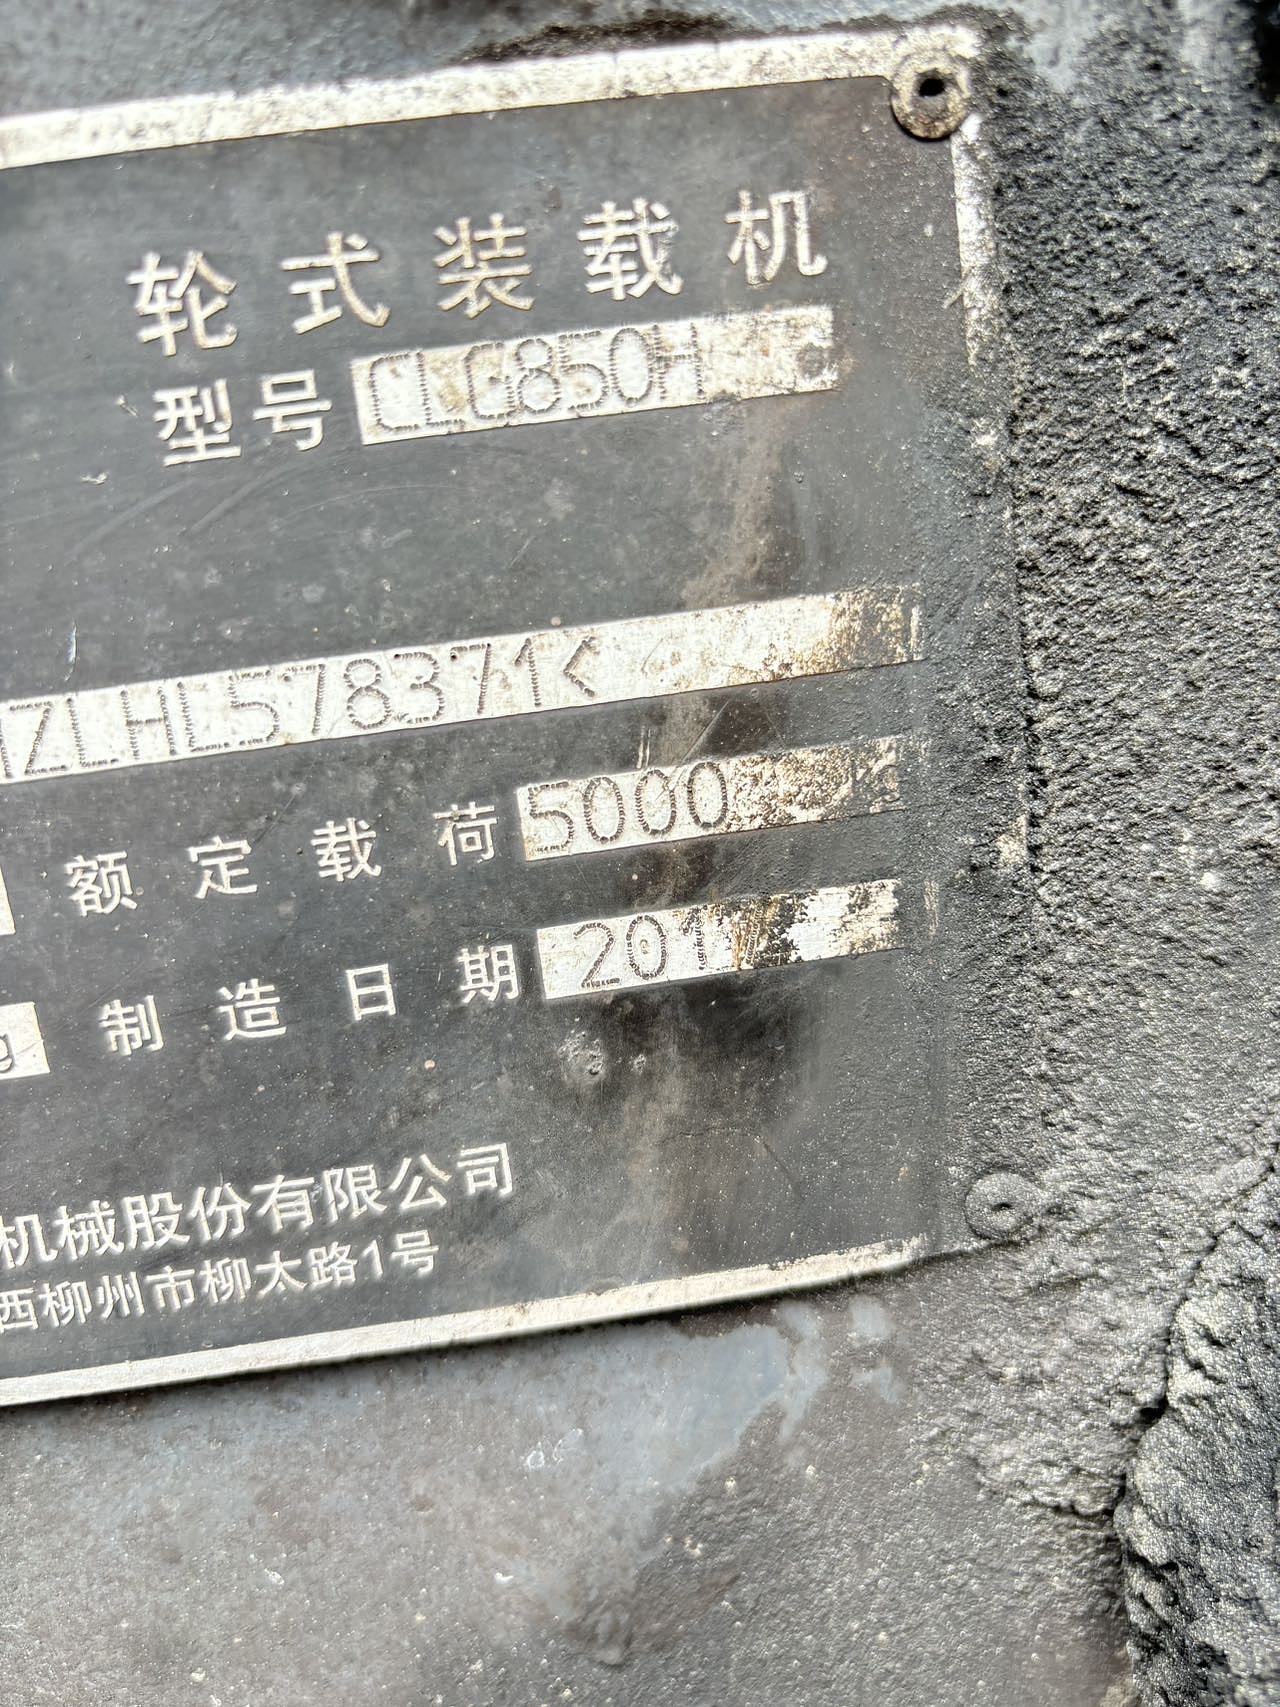 轮式装载机
型号 CLG850H
ZLHL578371<
额定载荷 5000
制造日期 201
g
机械股份有限公司
西柳州市柳太路1号